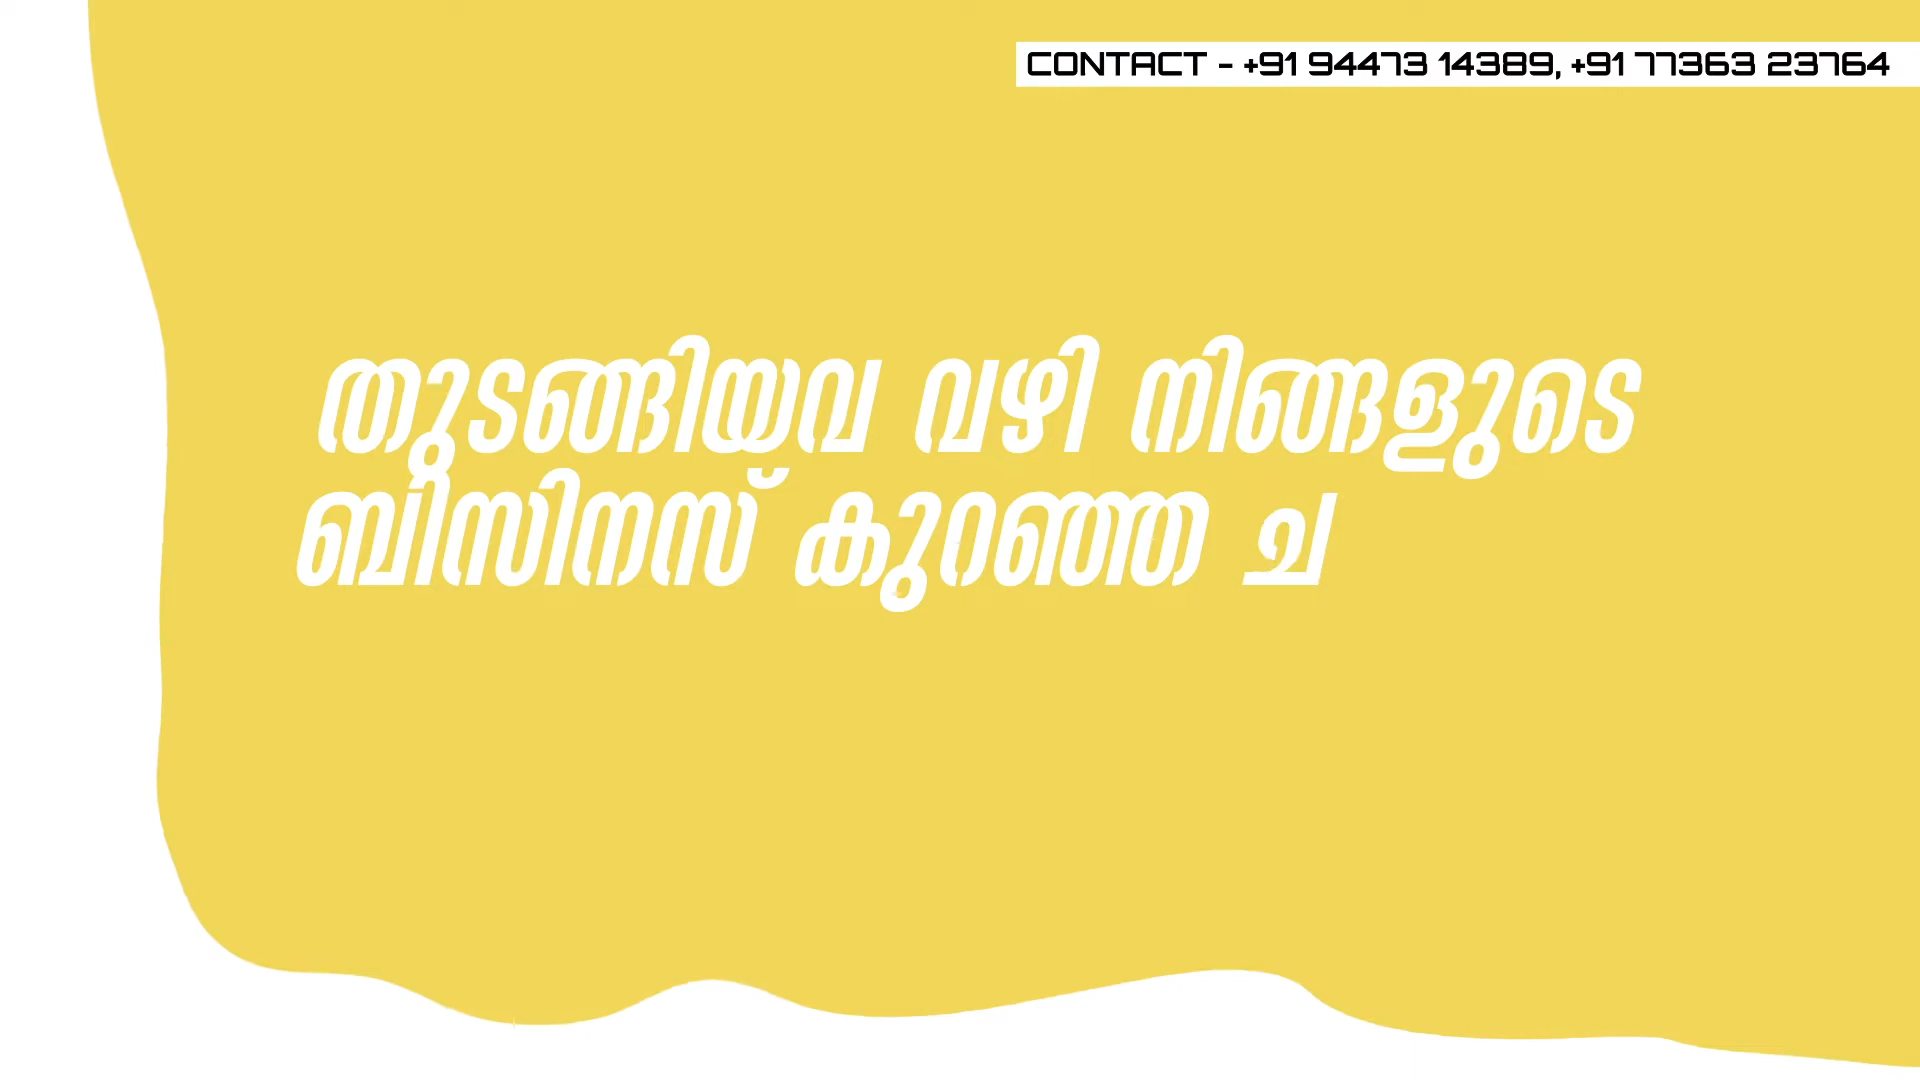 CONTACT - +91 94473 14389, +91 77363 23764
തുടങ്ങിയവ വഴി നിങ്ങളുടെ
ബിസിനസ് കുറഞ്ഞ ച